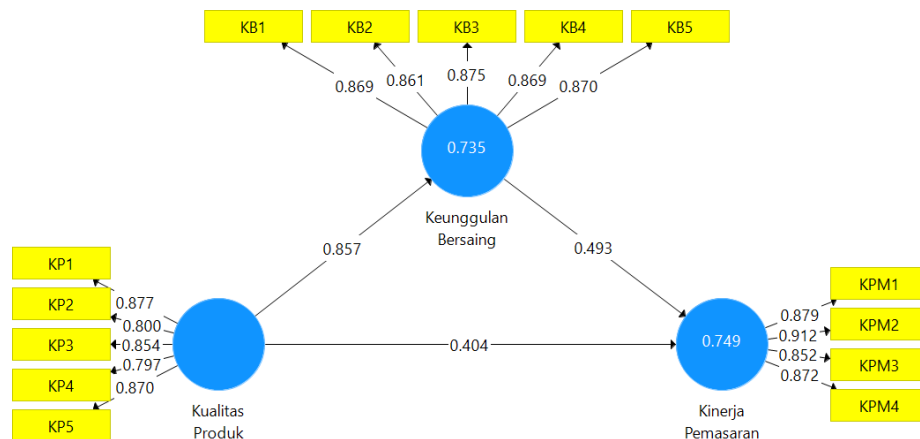 KB1 KB2 KB3 KB4 KB5
0.869 0.861 0.875 0.869 0.870
0.735
Keunggulan
Bersaing
0.857 0.493
KP1
KP2
KP3
KP4
KP5
0.877
0.800
0.854
0.797
0.870
Kualitas
Produk
0.404
0.749
Kinerja
Pemasaran
0.879
0.912
0.852
0.872
KPM1
KPM2
KPM3
KPM4